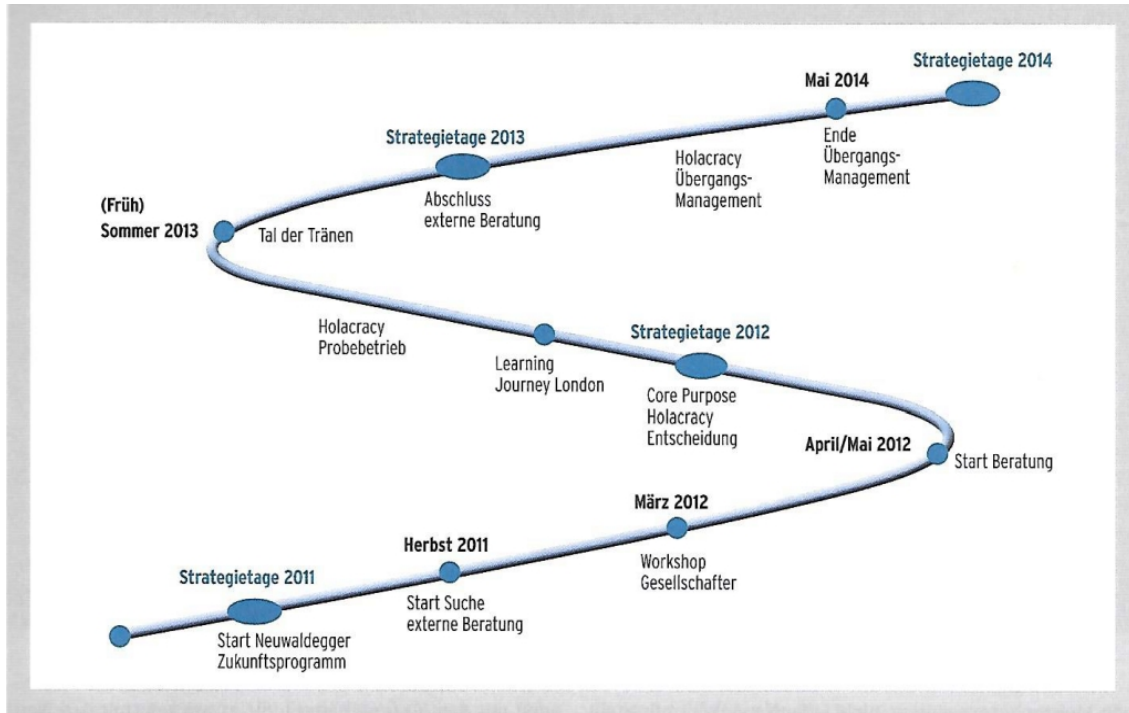 Strategietage 2014
Mai 2014
Ende
Übergangs-
Management
Holacracy
Übergangs-
Management
Strategietage 2013
Abschluss
externe Beratung
(Früh)
Sommer 2013
Tal der Tränen
Holacracy
Probebetrieb
Learning
Journey London
Strategietage 2012
Core Purpose
Holacracy
Entscheidung
April/Mai 2012
Start Beratung
März 2012
Workshop
Gesellschafter
Herbst 2011
Start Suche
externe Beratung
Strategietage 2011
Start Neuwaldegger
Zukunftsprogramm